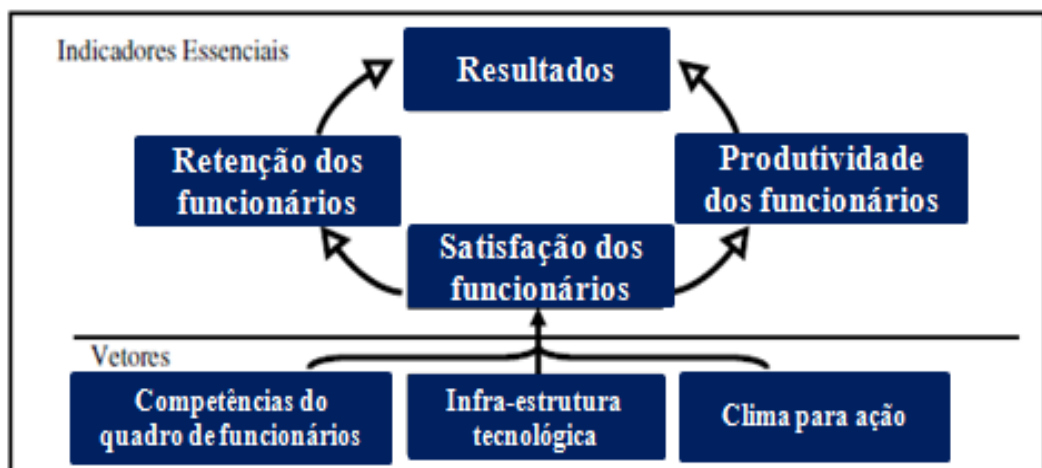 Indicadores Essenciais
Resultados
Retenção dos
funcionários
Produtividade
dos funcionários
Satisfação dos
funcionários
Vetores
Competências do
quadro de funcionários
Infra-estrutura
tecnológica
Clima para ação